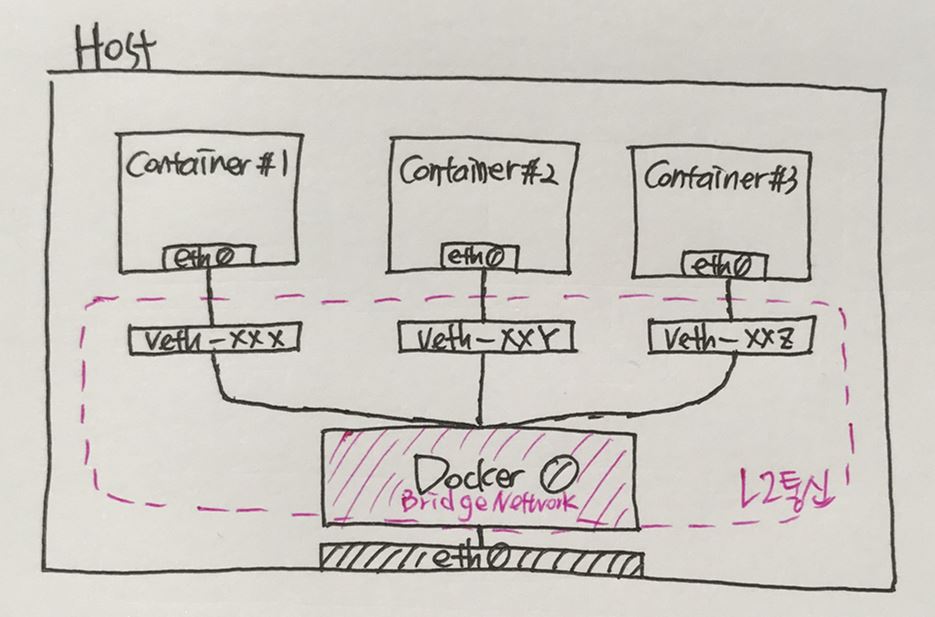 Host
Container#1
Container#2
Container#3
eth0
eth0
eth0
Veth-XXX
Veth-XXY
Veth-XXZ
Docker 0
Bridge Network
L2통신
eth0